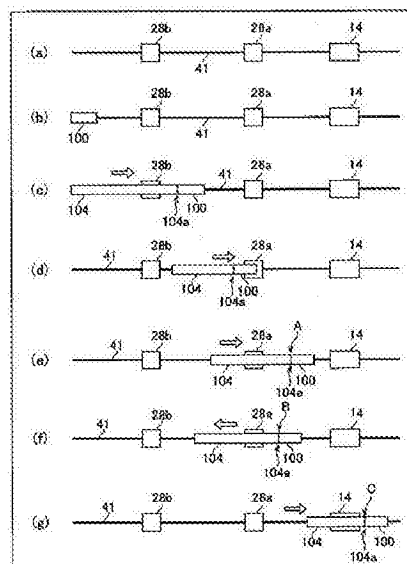 (a) 28b 41 28a 14
(b) 100 28b 41 28a 14
(c) 28b 41 28a 14
104 104a 100
(d) 41 28b 28a 14
104 104a 100
(e) 41 28b 28a A 14
104 104a 100
(f) 41 28b 28a B 14
104 104a 100
(g) 41 28b 28a 14 C
104 104a 100